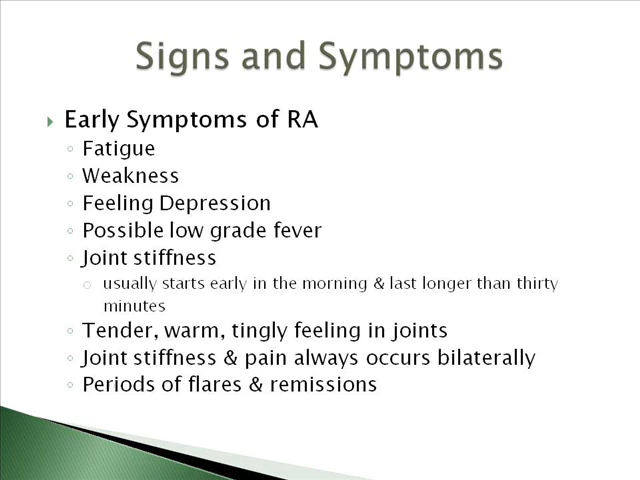 Signs and Symptoms
Early Symptoms of RA
Fatigue
Weakness
Feeling Depression
Possible low grade fever
Joint stiffness
usually starts early in the morning & last longer than thirty
minutes
Tender, warm, tingly feeling in joints
Joint stiffness & pain always occurs bilaterally
Periods of flares & remissions